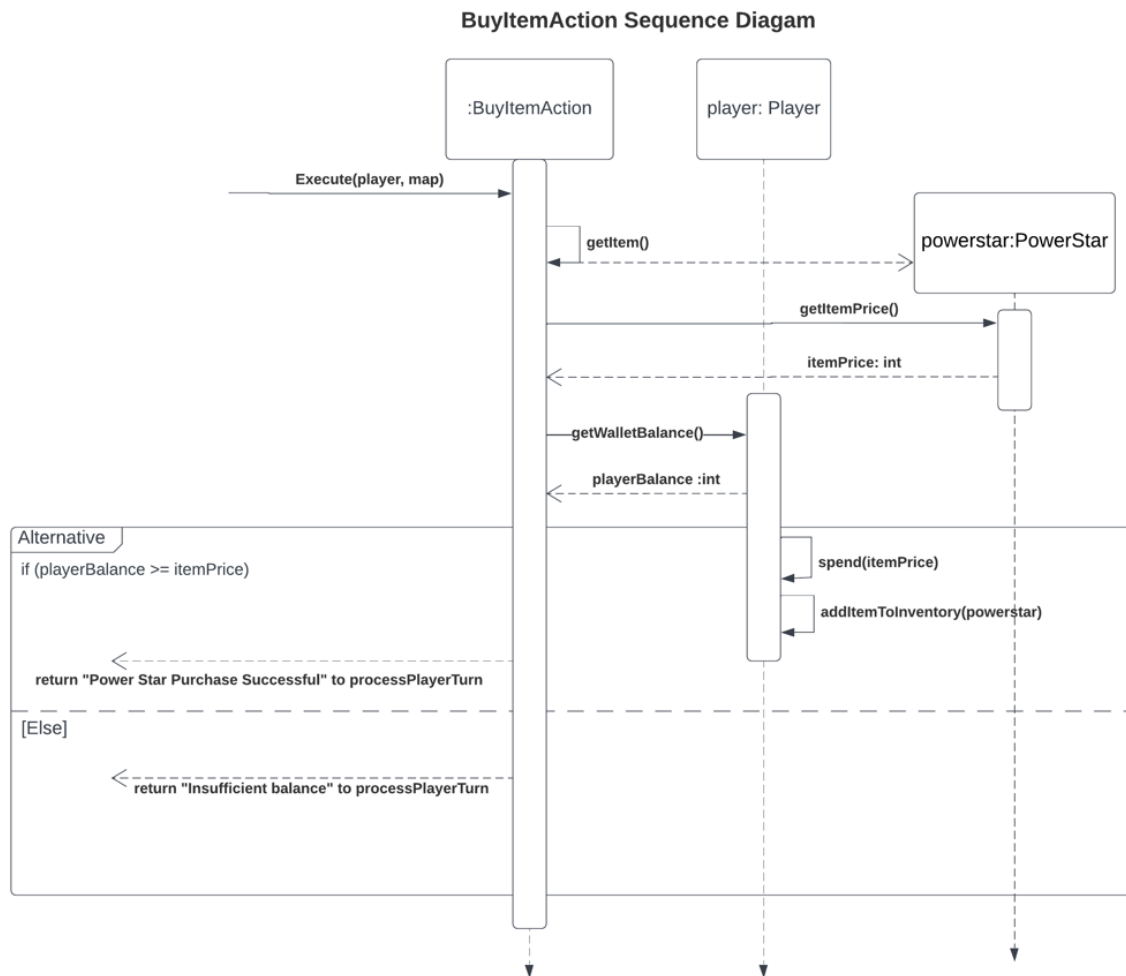 BuyItemAction Sequence Diagam
:BuyItemAction
player: Player
Execute(player, map)
powerstar:PowerStar
getItem()
getItemPrice()
itemPrice: int
getWalletBalance()
playerBalance :int
Alternative
if (playerBalance >= itemPrice)
spend(itemPrice)
addItemToInventory(powerstar)
return "Power Star Purchase Successful" to processPlayerTurn
[Else]
return "Insufficient balance" to processPlayerTurn